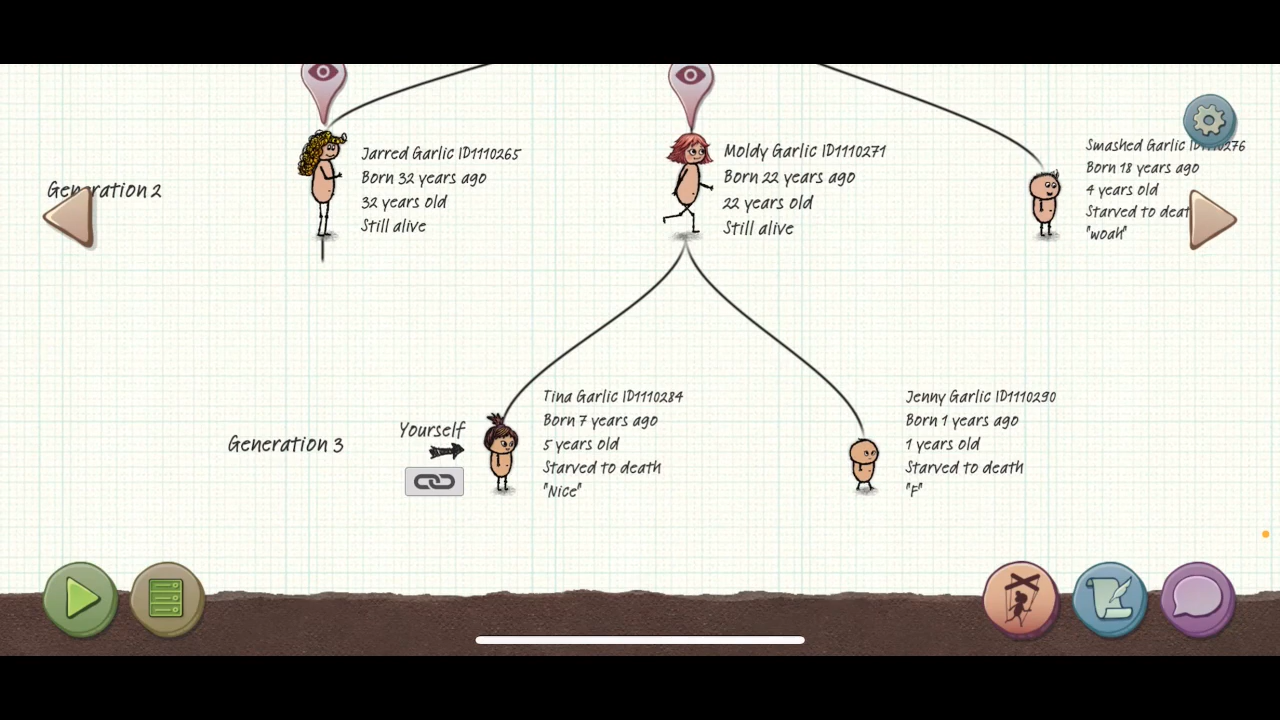 Generation 2
Jarred Garlic ID1110265
Born 32 years ago
32 years old
Still alive
Moldy Garlic ID1110271
Born 22 years ago
22 years old
Still alive
Smashed Garlic
Born 18 years ago
4 years old
Starved to
"woah"
Generation 3
Yourself
Tina Garlic ID1110284
Born 7 years ago
5 years old
Starved to death
"Nice"
Jenny Garlic ID1110290
Born 1 years ago
1 years old
Starved to death
"F"